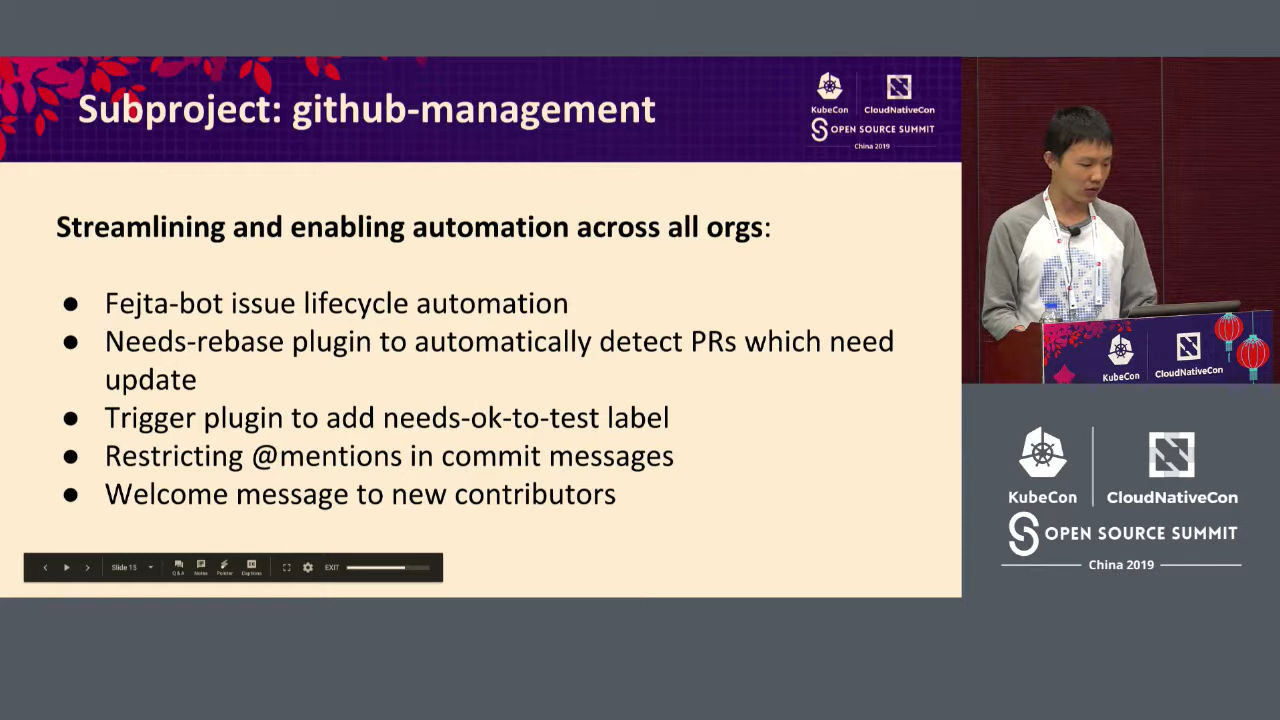 Subproject: github-management
KubeCon
CloudNativeCon
OPEN SOURCE SUMMIT
China 2019
Streamlining and enabling automation across all orgs:
● Fejta-bot issue lifecycle automation
● Needs-rebase plugin to automatically detect PRs which need
update
● Trigger plugin to add needs-ok-to-test label
● Restricting @mentions in commit messages
● Welcome message to new contributors
Slide 15
Q & A
Notes
Pointer
Captions
EXIT
KubeCon
CloudNativeCon
KubeCon
CloudNativeCon
OPEN SOURCE SUMMIT
China 2019